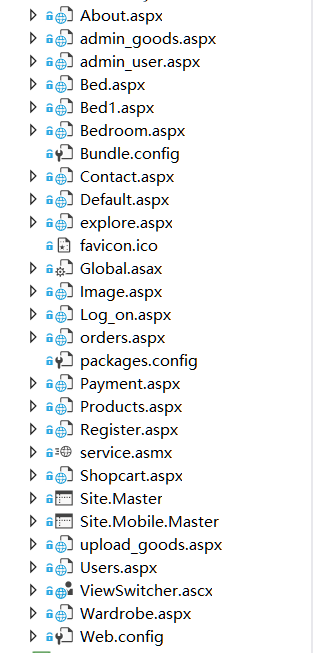 About.aspx
admin_goods.aspx
admin_user.aspx
Bed.aspx
Bed1.aspx
Bedroom.aspx
Bundle.config
Contact.aspx
Default.aspx
explore.aspx
favicon.ico
Global.asax
Image.aspx
Log_on.aspx
orders.aspx
packages.config
Payment.aspx
Products.aspx
Register.aspx
service.asmx
Shopcart.aspx
Site.Master
Site.Mobile.Master
upload_goods.aspx
Users.aspx
ViewSwitcher.ascx
Wardrobe.aspx
Web.config